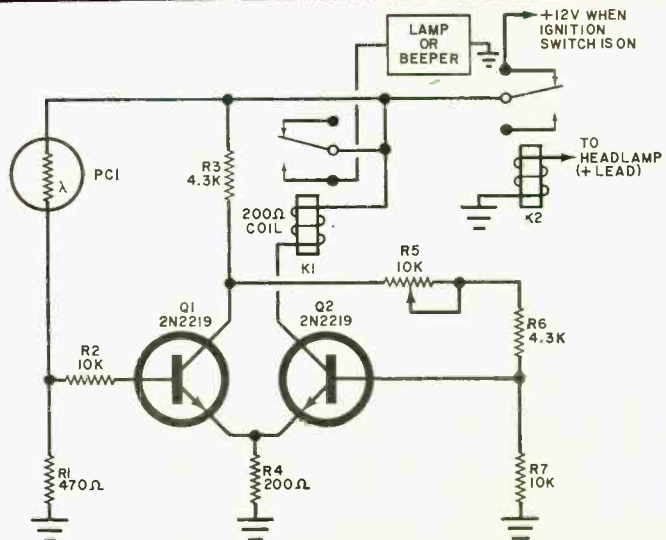 LAMP
OR
BEEPER
+12V WHEN
IGNITION
SWITCH IS ON
TO
HEADLAMP
(+ LEAD)
K2
PC1
λ
R3
4.3K
200Ω
COIL
K1
R5
10K
Q1
2N2219
Q2
2N2219
R6
4.3K
R2
10K
R1
470Ω
R4
200Ω
R7
10K